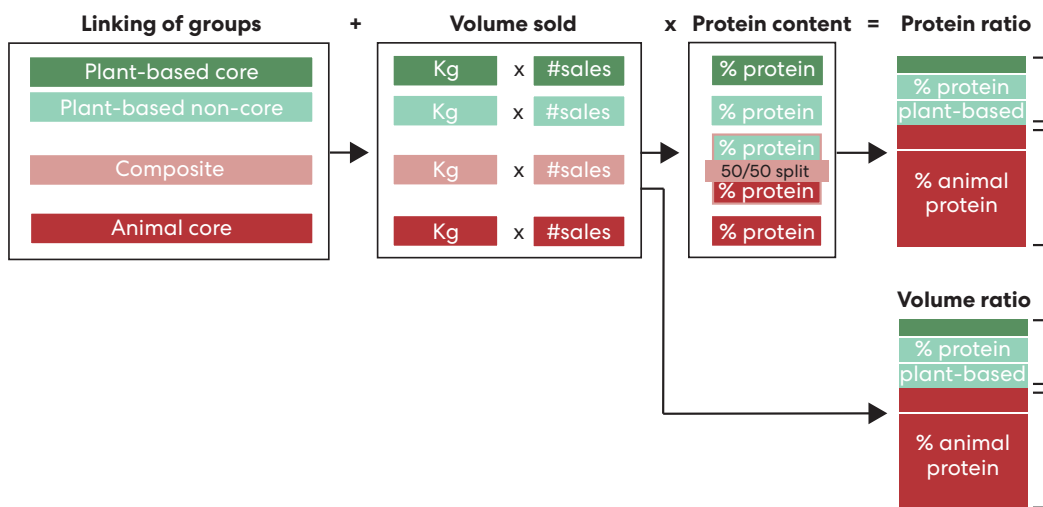 Linking of groups + Volume sold x Protein content = Protein ratio
Plant-based core
Plant-based non-core
Composite
Animal core
Kg x #sales
Kg x #sales
Kg x #sales
Kg x #sales
% protein
% protein
% protein
50/50 split
% protein
% protein
% protein
plant-based
% animal
protein
Volume ratio
% protein
plant-based
% animal
protein